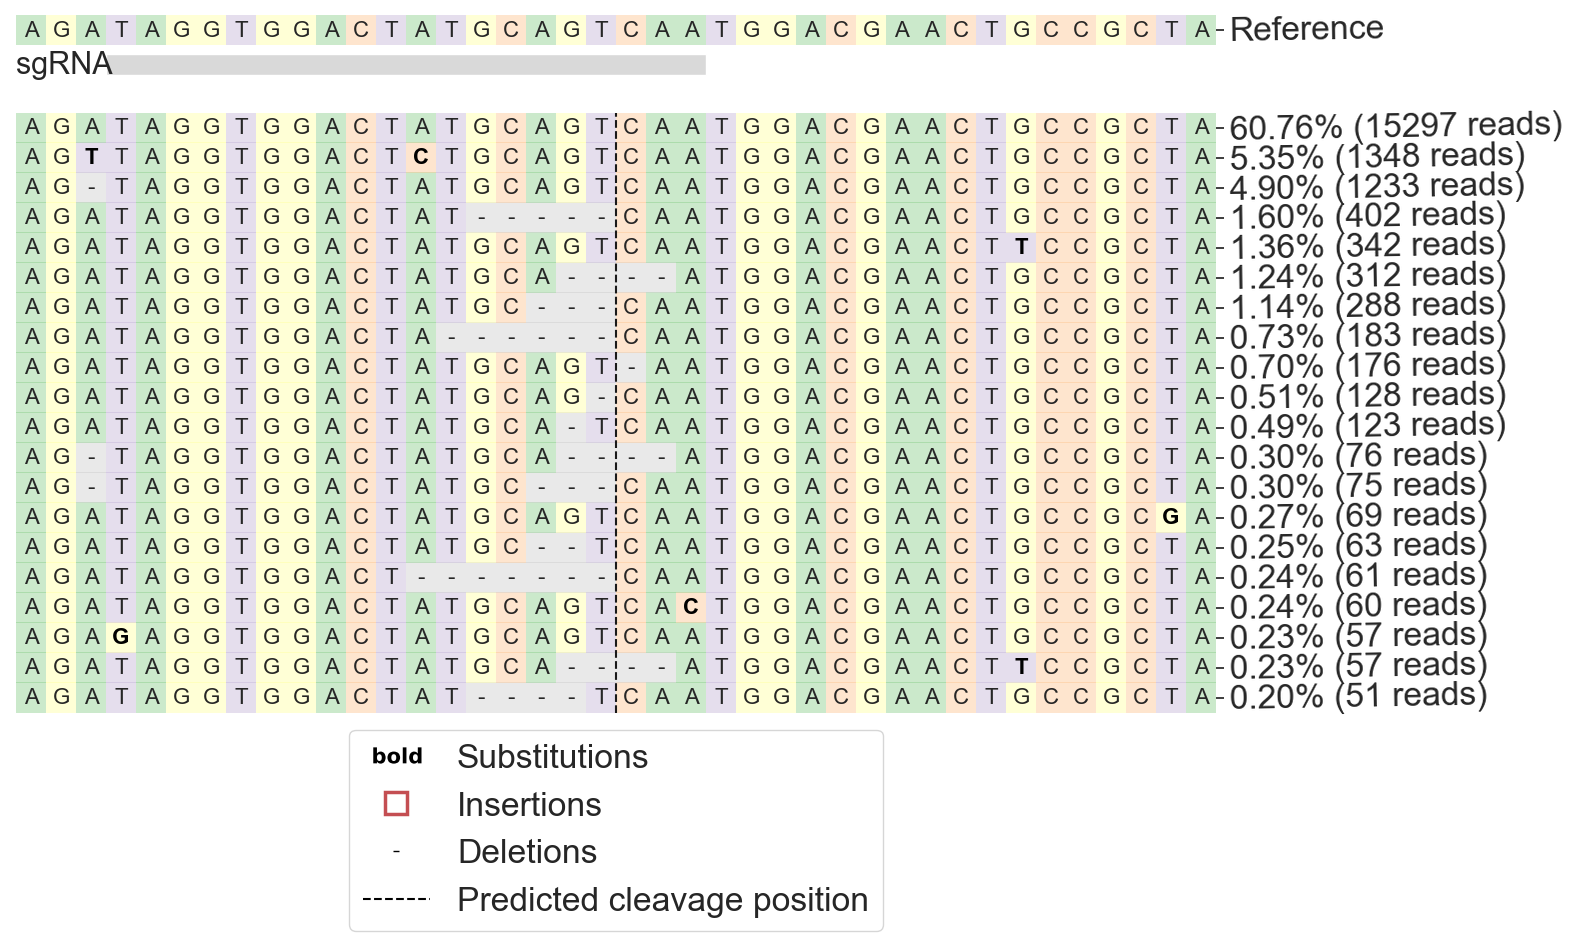 A G A T A G G T G G A C T A T G C A G T C A A T G G A C G A A C T G C C G C T A Reference
sgRNA
A G A T A G G T G G A C T A T G C A G T C A A T G G A C G A A C T G C C G C T A 60.76% (15297 reads)
A G T T A G G T G G A C T C T G C A G T C A A T G G A C G A A C T G C C G C T A 5.35% (1348 reads)
A G - T A G G T G G A C T A T G C A G T C A A T G G A C G A A C T G C C G C T A 4.90% (1233 reads)
A G A T A G G T G G A C T A T - - - - - C A A T G G A C G A A C T G C C G C T A 1.60% (402 reads)
A G A T A G G T G G A C T A T G C A G T C A A T G G A C G A A C T T C C G C T A 1.36% (342 reads)
A G A T A G G T G G A C T A T G C A - - - - A T G G A C G A A C T G C C G C T A 1.24% (312 reads)
A G A T A G G T G G A C T A T G C - - - C A A T G G A C G A A C T G C C G C T A 1.14% (288 reads)
A G A T A G G T G G A C T A - - - - - - C A A T G G A C G A A C T G C C G C T A 0.73% (183 reads)
A G A T A G G T G G A C T A T G C A G T - A A T G G A C G A A C T G C C G C T A 0.70% (176 reads)
A G A T A G G T G G A C T A T G C A G - C A A T G G A C G A A C T G C C G C T A 0.51% (128 reads)
A G A T A G G T G G A C T A T G C A - T C A A T G G A C G A A C T G C C G C T A 0.49% (123 reads)
A G - T A G G T G G A C T A T G C A - - - - A T G G A C G A A C T G C C G C T A 0.30% (76 reads)
A G - T A G G T G G A C T A T G C - - - C A A T G G A C G A A C T G C C G C T A 0.30% (75 reads)
A G A T A G G T G G A C T A T G C A G T C A A T G G A C G A A C T G C C G C G A 0.27% (69 reads)
A G A T A G G T G G A C T A T G C - - T C A A T G G A C G A A C T G C C G C T A 0.25% (63 reads)
A G A T A G G T G G A C T - - - - - - - C A A T G G A C G A A C T G C C G C T A 0.24% (61 reads)
A G A T A G G T G G A C T A T G C A G T C A C T G G A C G A A C T G C C G C T A 0.24% (60 reads)
A G A G A G G T G G A C T A T G C A G T C A A T G G A C G A A C T G C C G C T A 0.23% (57 reads)
A G A T A G G T G G A C T A T G C A - - - - A T G G A C G A A C T T C C G C T A 0.23% (57 reads)
A G A T A G G T G G A C T A T - - - - T C A A T G G A C G A A C T G C C G C T A 0.20% (51 reads)
bold Substitutions
Insertions
- Deletions
Predicted cleavage position